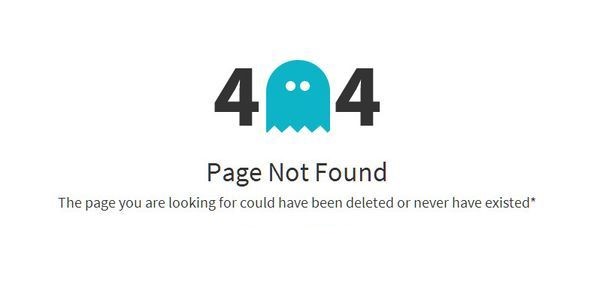 4 4
Page Not Found
The page you are looking for could have been deleted or never have existed*